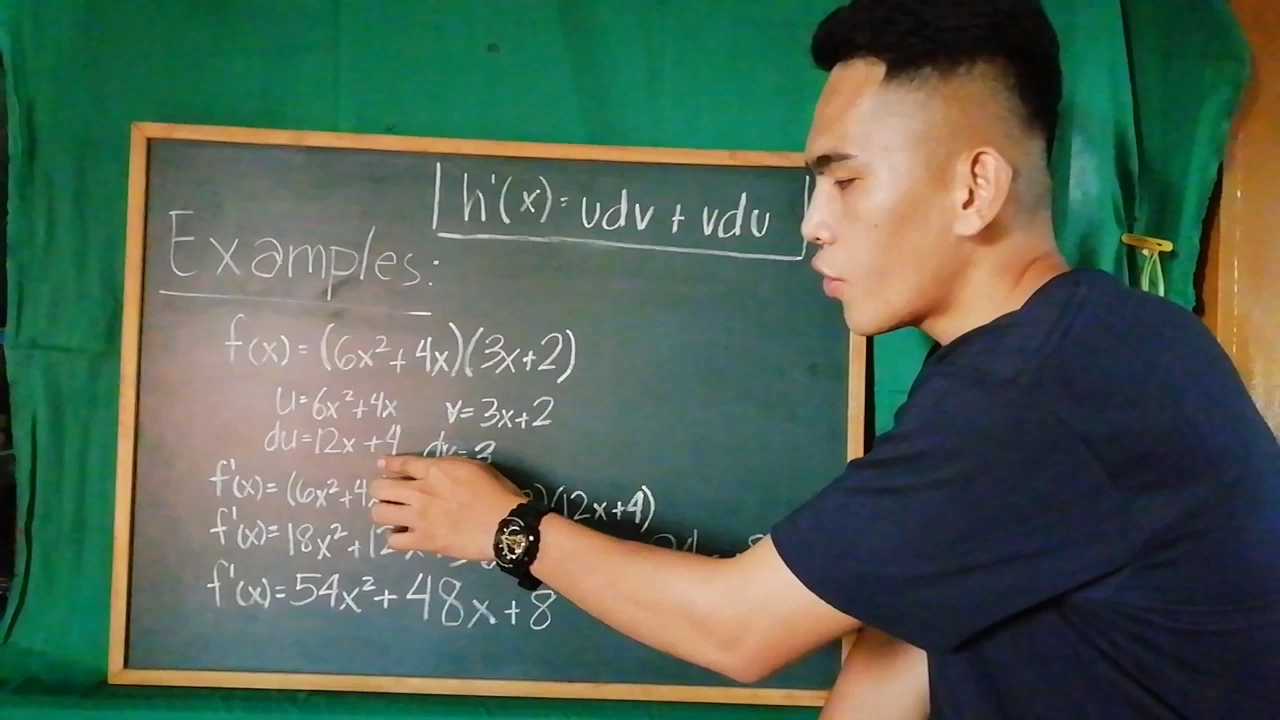 h'(x) = udv + vdu
Examples:
f(x) = (6x²+4x)(3x+2)
u=6x²+4x v=3x+2
du=12x+4 dv=3
f'(x)= (6x²+4x )(12x+4)
f'(x)= 18x²+12x
f'(x)=54x²+48x+8